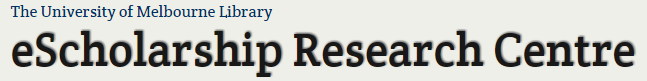 The University of Melbourne Library
eScholarship Research Centre